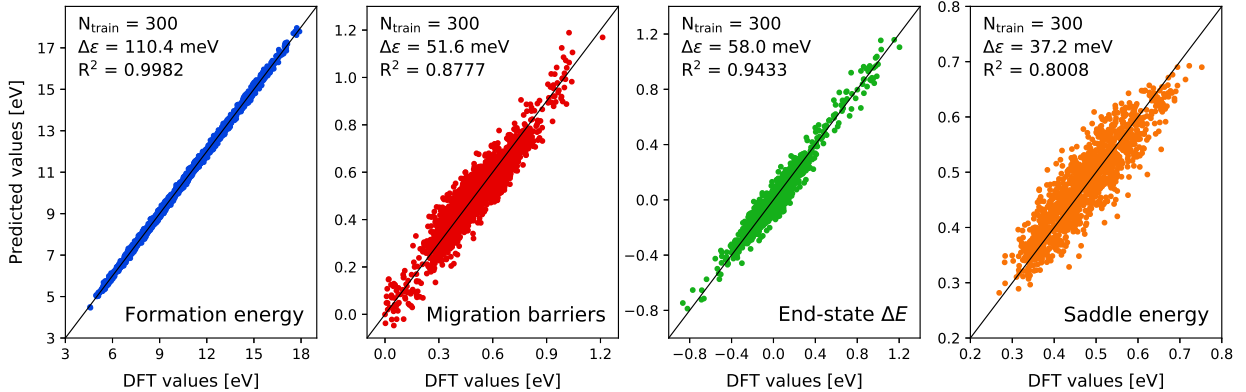 N_train = 300
Δε = 110.4 meV
R² = 0.9982
Formation energy
Predicted values [eV]
17
15
13
11
9
7
5
3
3 6 9 12 15 18
DFT values [eV]
N_train = 300
Δε = 51.6 meV
R² = 0.8777
Migration barriers
1.2
1.0
0.8
0.6
0.4
0.2
0.0
0.0 0.3 0.6 0.9 1.2
DFT values [eV]
N_train = 300
Δε = 58.0 meV
R² = 0.9433
End-state ΔE
1.2
0.8
0.4
0.0
−0.4
−0.8
−0.8 −0.4 0.0 0.4 0.8 1.2
DFT values [eV]
N_train = 300
Δε = 37.2 meV
R² = 0.8008
Saddle energy
0.8
0.7
0.6
0.5
0.4
0.3
0.2
0.2 0.3 0.4 0.5 0.6 0.7 0.8
DFT values [eV]